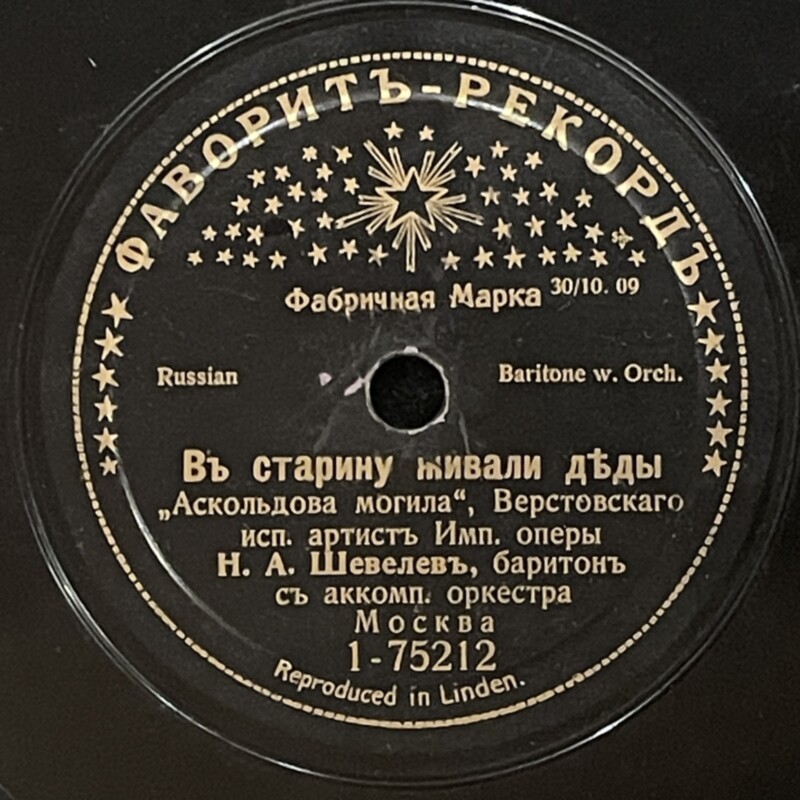 ФАВОРИТЪ-РЕКОРДЪ
Фабричная Марка 30/10. 09
Russian
Baritone w. Orch.
Въ старину живали дѣды
„Аскольдова могила“, Верстовскаго
исп. артистъ Имп. оперы
Н. А. Шевелевъ, баритонъ
съ аккомп. оркестра
Москва
1-75212
Reproduced in Linden.